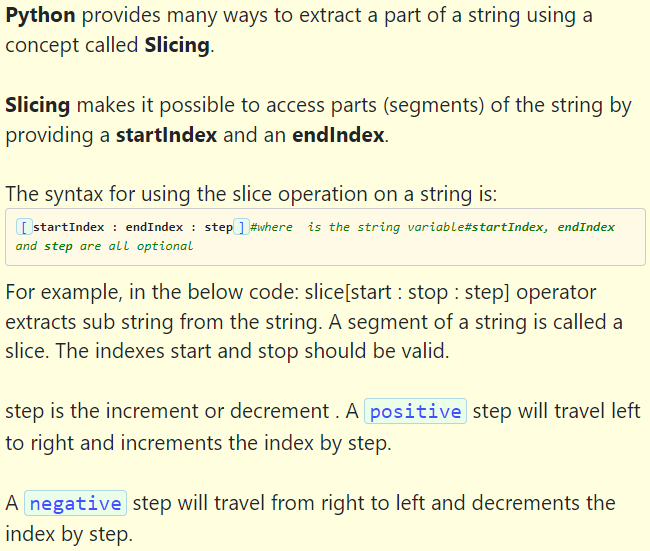 Python provides many ways to extract a part of a string using a
concept called Slicing.
Slicing makes it possible to access parts (segments) of the string by
providing a startIndex and an endIndex.
The syntax for using the slice operation on a string is:
[startIndex : endIndex : step]#where  is the string variable#startIndex, endIndex
and step are all optional
For example, in the below code: slice[start : stop : step] operator
extracts sub string from the string. A segment of a string is called a
slice. The indexes start and stop should be valid.
step is the increment or decrement . A positive step will travel left
to right and increments the index by step.
A negative step will travel from right to left and decrements the
index by step.